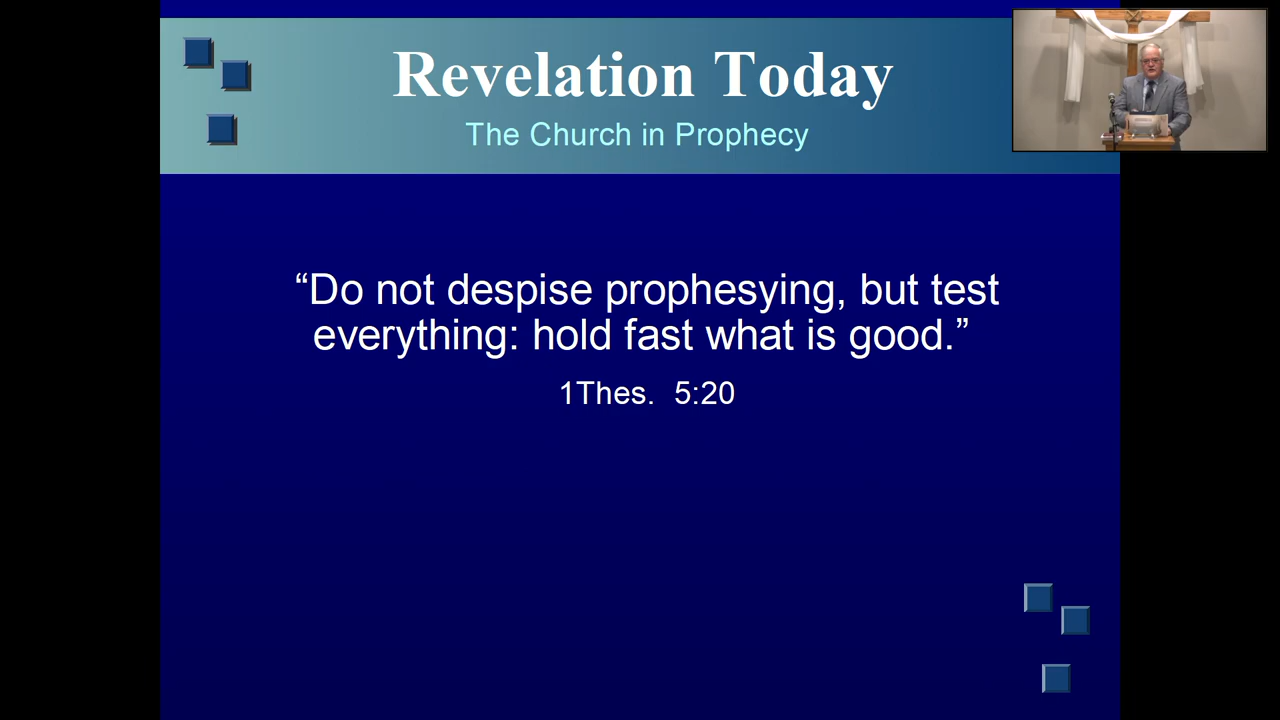 Revelation Today
The Church in Prophecy
“Do not despise prophesying, but test
everything: hold fast what is good.”
1Thes.  5:20